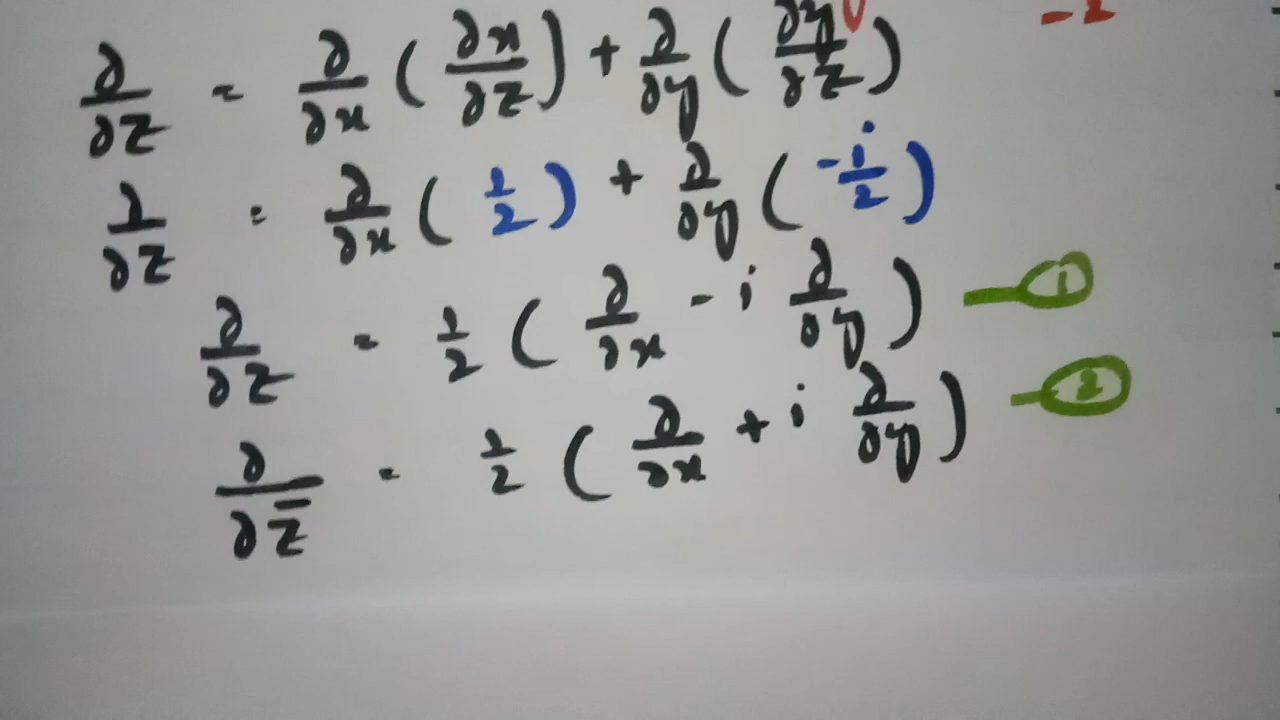 ∂/∂z = ∂/∂x (∂x/∂z) + ∂/∂y (∂y/∂z)
∂/∂z = ∂/∂x (1/2) + ∂/∂y (-i/2)
∂/∂z = 1/2 (∂/∂x - i ∂/∂y) — ①
∂/∂z̅ = 1/2 (∂/∂x + i ∂/∂y) — ②